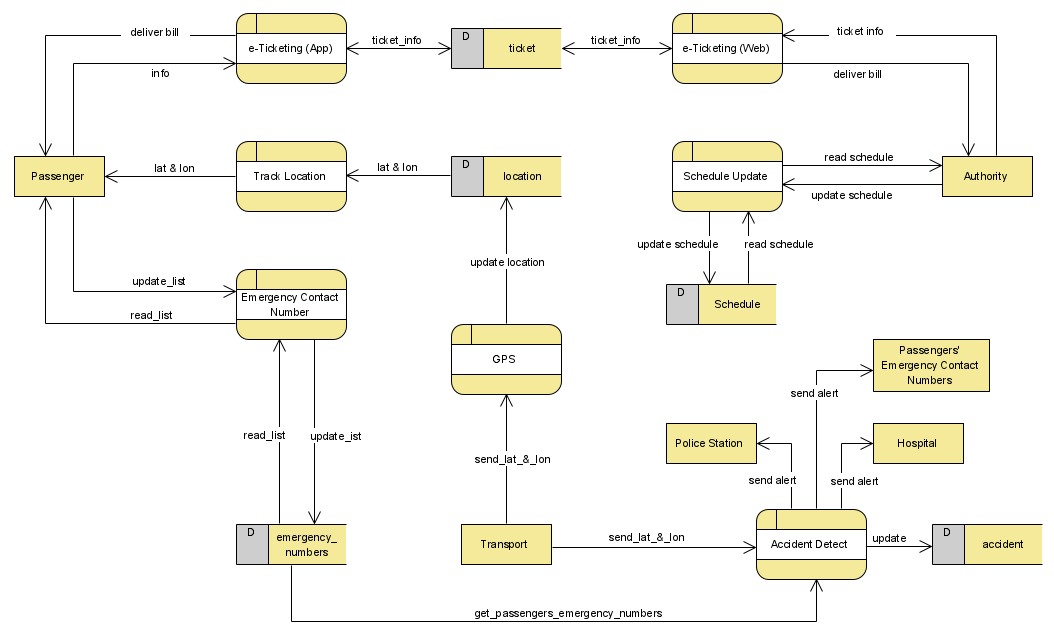 deliver bill
info
e-Ticketing (App)
ticket_info
D
ticket
ticket_info
e-Ticketing (Web)
ticket info
deliver bill
Passenger
lat & lon
Track Location
lat & lon
D
location
Schedule Update
read schedule
update schedule
Authority
update_list
read_list
Emergency Contact
Number
update location
update schedule
read schedule
D
Schedule
GPS
Passengers'
Emergency Contact
Numbers
send alert
read_list
update_ist
send_lat_&_lon
Police Station
Hospital
send alert
send alert
D
emergency_
numbers
Transport
send_lat_&_lon
Accident Detect
update
D
accident
get_passengers_emergency_numbers